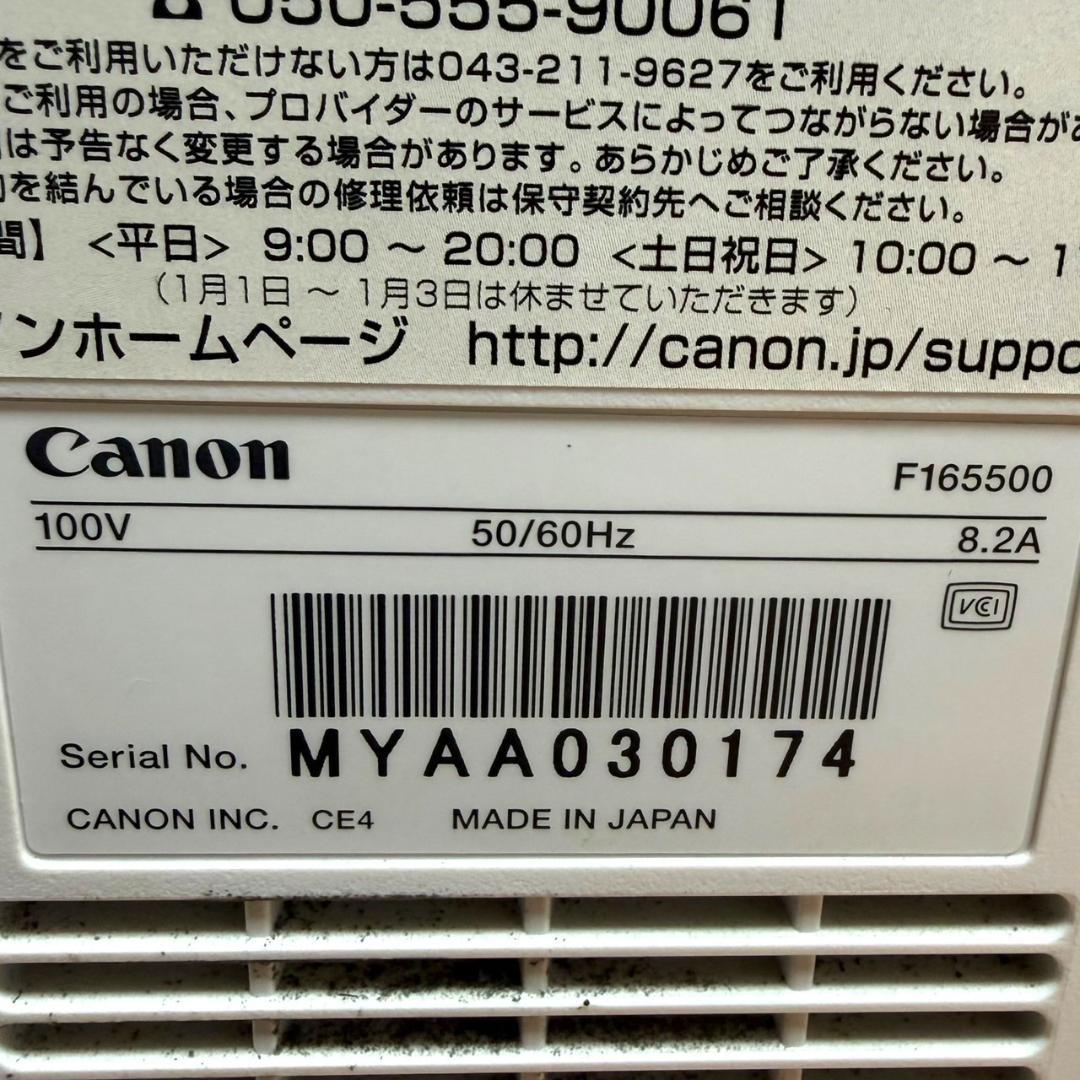 050-555-90061
をご利用いただけない方は043-211-9627をご利用ください。
ご利用の場合、プロバイダーのサービスによってつながらない場合があ
は予告なく変更する場合があります。あらかじめご了承ください。
を結んでいる場合の修理依頼は保守契約先へご相談ください。
間】 <平日> 9:00 ～ 20:00 <土日祝日> 10:00 ～ 1
（1月1日 ～ 1月3日は休ませていただきます）
ンホームページ http://canon.jp/suppo
Canon F165500
100V 50/60Hz 8.2A
VCCI
Serial No. MYAA030174
CANON INC. CE4 MADE IN JAPAN